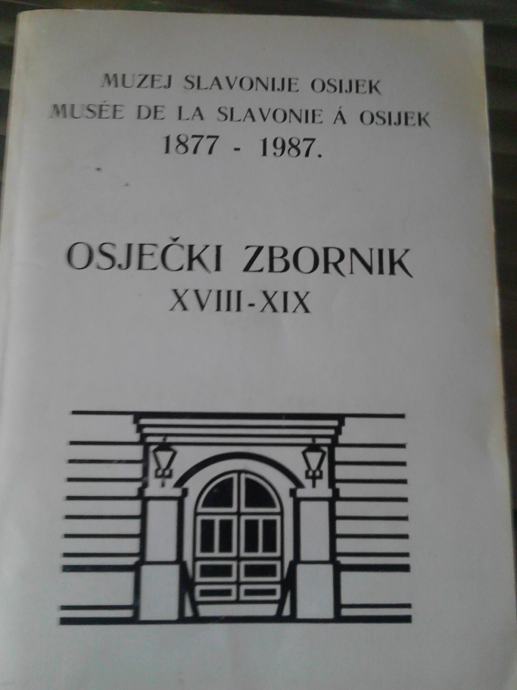 MUZEJ SLAVONIJE OSIJEK
MUSÉE DE LA SLAVONIE Á OSIJEK
1877 - 1987.
OSJEČKI ZBORNIK
XVIII-XIX